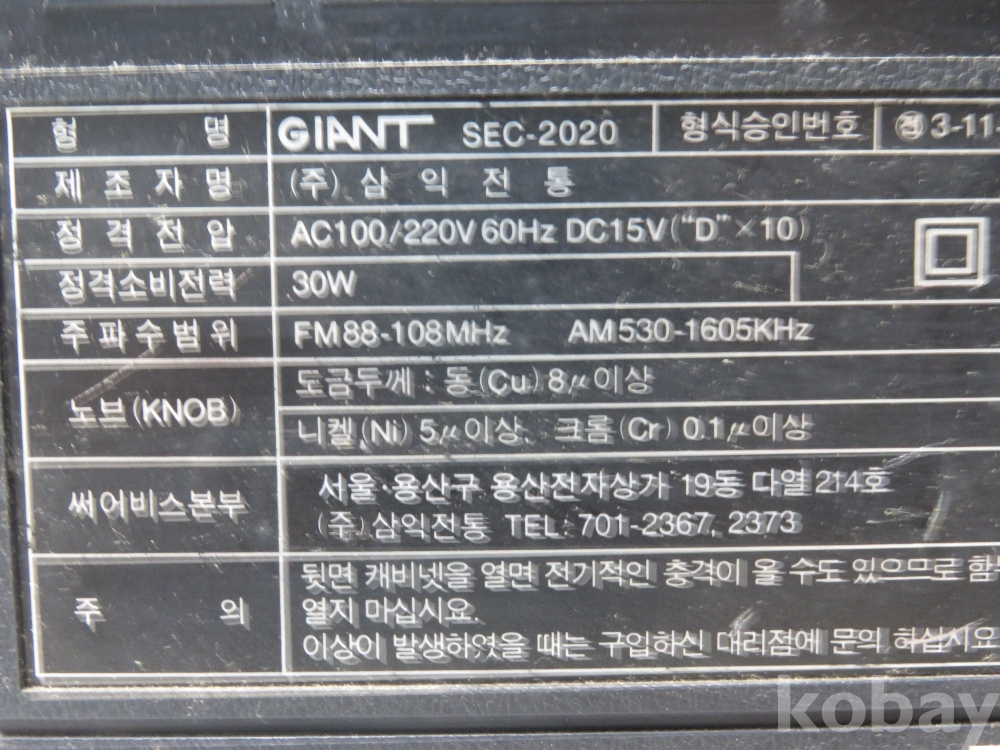 형 명 GIANT SEC-2020 형식승인번호 전 3-11
제 조 자 명 (주) 삼 익 전 통
정 격 전 압 AC100/220V 60Hz DC15V("D"×10)
정격소비전력 30W
주 파 수 범 위 FM88-108MHz AM530-1605KHz
노브(KNOB) 도금두께 : 동(Cu) 8μ이상
니켈(Ni) 5μ이상, 크롬(Cr) 0.1μ이상
써어비스본부 서울·용산구 용산전자상가 19동 다열 214호
(주)삼익전통 TEL: 701-2367, 2373
주 의 뒷면 캐비넷을 열면 전기적인 충격이 올 수도 있으므로 함
열지 마십시요.
이상이 발생하였을 때는 구입하신 대리점에 문의 하십시요
kobay